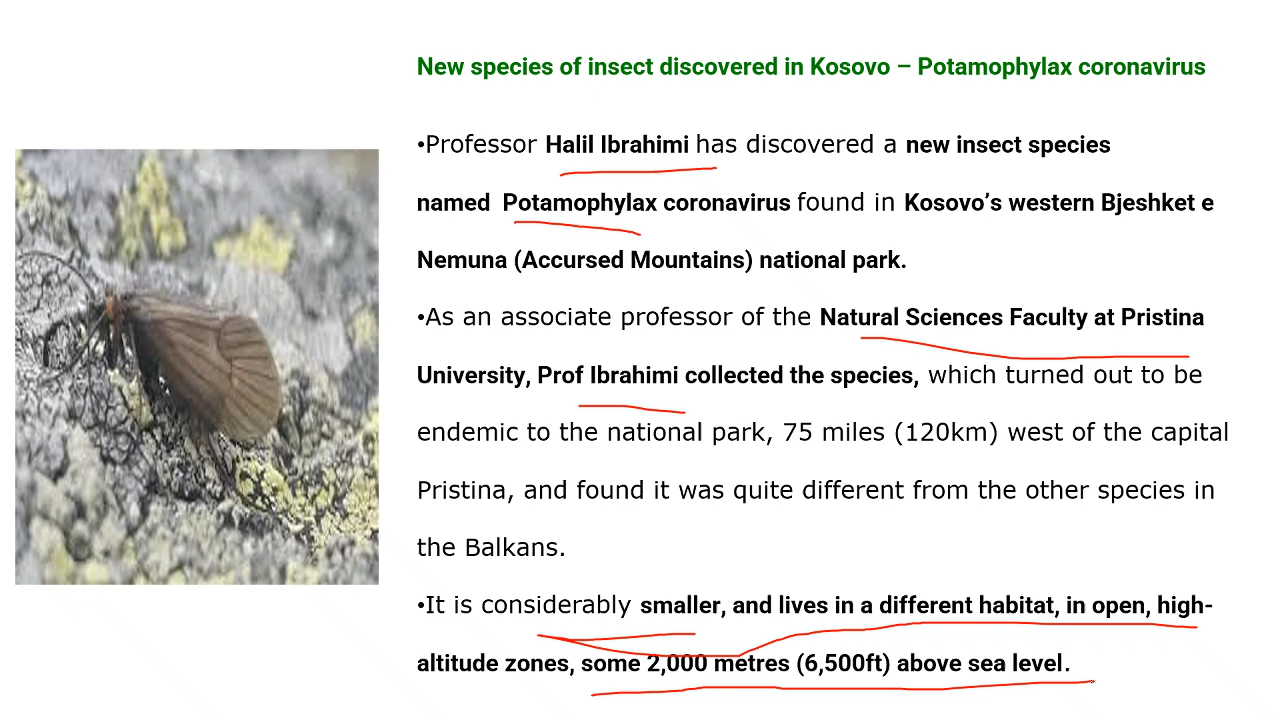 New species of insect discovered in Kosovo – Potamophylax coronavirus
•Professor Halil Ibrahimi has discovered a new insect species
named Potamophylax coronavirus found in Kosovo’s western Bjeshket e
Nemuna (Accursed Mountains) national park.
•As an associate professor of the Natural Sciences Faculty at Pristina
University, Prof Ibrahimi collected the species, which turned out to be
endemic to the national park, 75 miles (120km) west of the capital
Pristina, and found it was quite different from the other species in
the Balkans.
•It is considerably smaller, and lives in a different habitat, in open, high-
altitude zones, some 2,000 metres (6,500ft) above sea level.